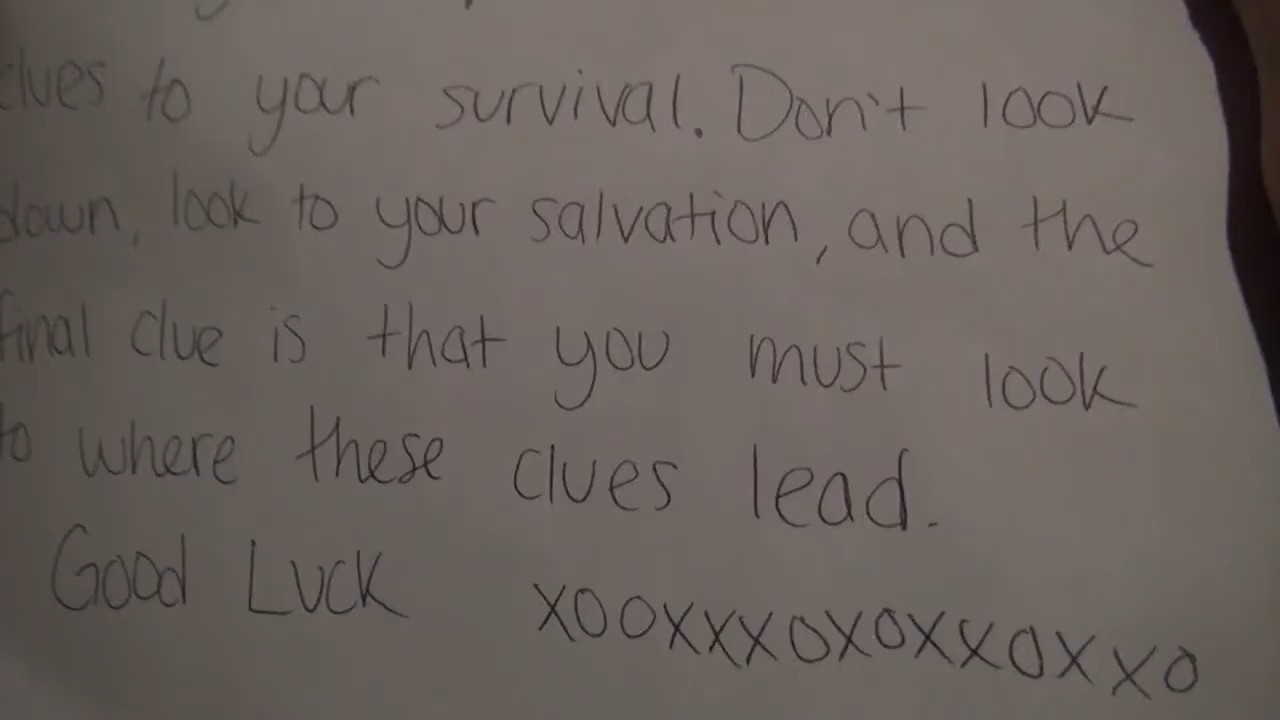 clues to your survival. Don't look
down, look to your salvation, and the
final clue is that you must look
to where these clues lead.
Good Luck XOOXXXOXOXXOXXO